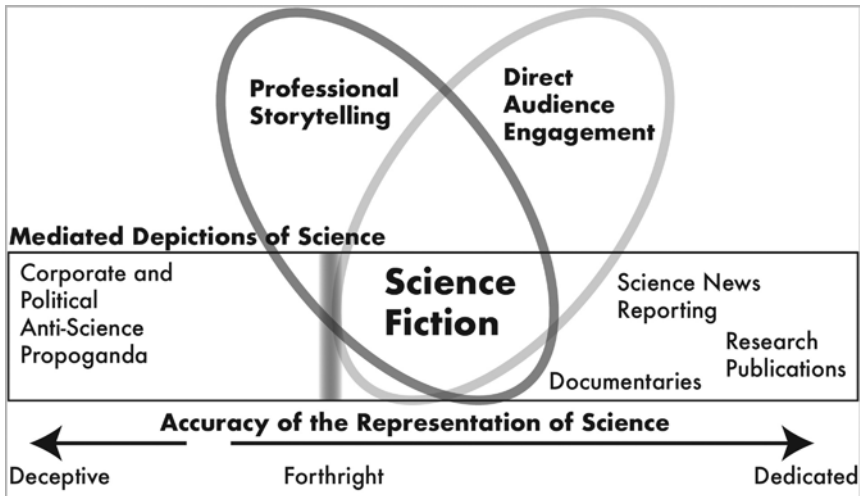 Professional
Storytelling
Direct
Audience
Engagement
Mediated Depictions of Science
Corporate and
Political
Anti-Science
Propoganda
Science
Fiction
Science News
Reporting
Research
Publications
Documentaries
Accuracy of the Representation of Science
Deceptive
Forthright
Dedicated